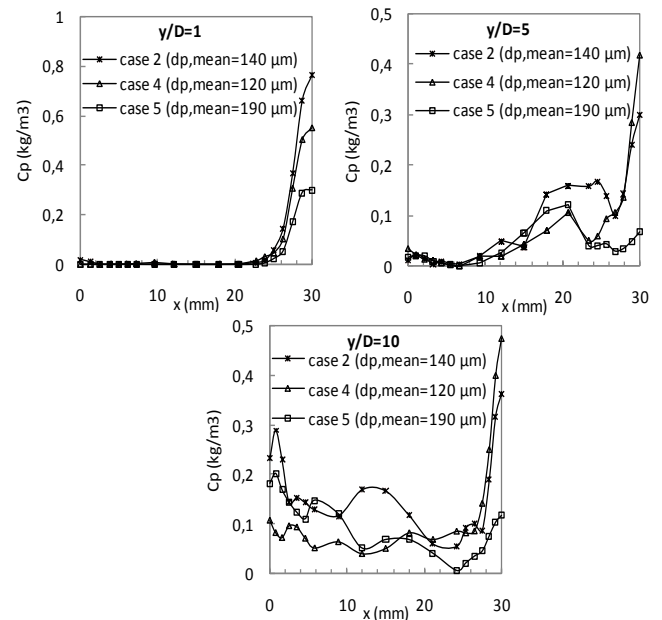 y/D=1
case 2 (dp,mean=140 µm)
case 4 (dp,mean=120 µm)
case 5 (dp,mean=190 µm)
Cp (kg/m3)
1
0,8
0,6
0,4
0,2
0
0 10 20 30
x (mm)
y/D=5
case 2 (dp,mean=140 µm)
case 4 (dp,mean=120 µm)
case 5 (dp,mean=190 µm)
Cp (kg/m3)
0,5
0,4
0,3
0,2
0,1
0
0 10 20 30
x (mm)
y/D=10
case 2 (dp,mean=140 µm)
case 4 (dp,mean=120 µm)
case 5 (dp,mean=190 µm)
Cp (kg/m3)
0,5
0,4
0,3
0,2
0,1
0
0 10 20 30
x (mm)